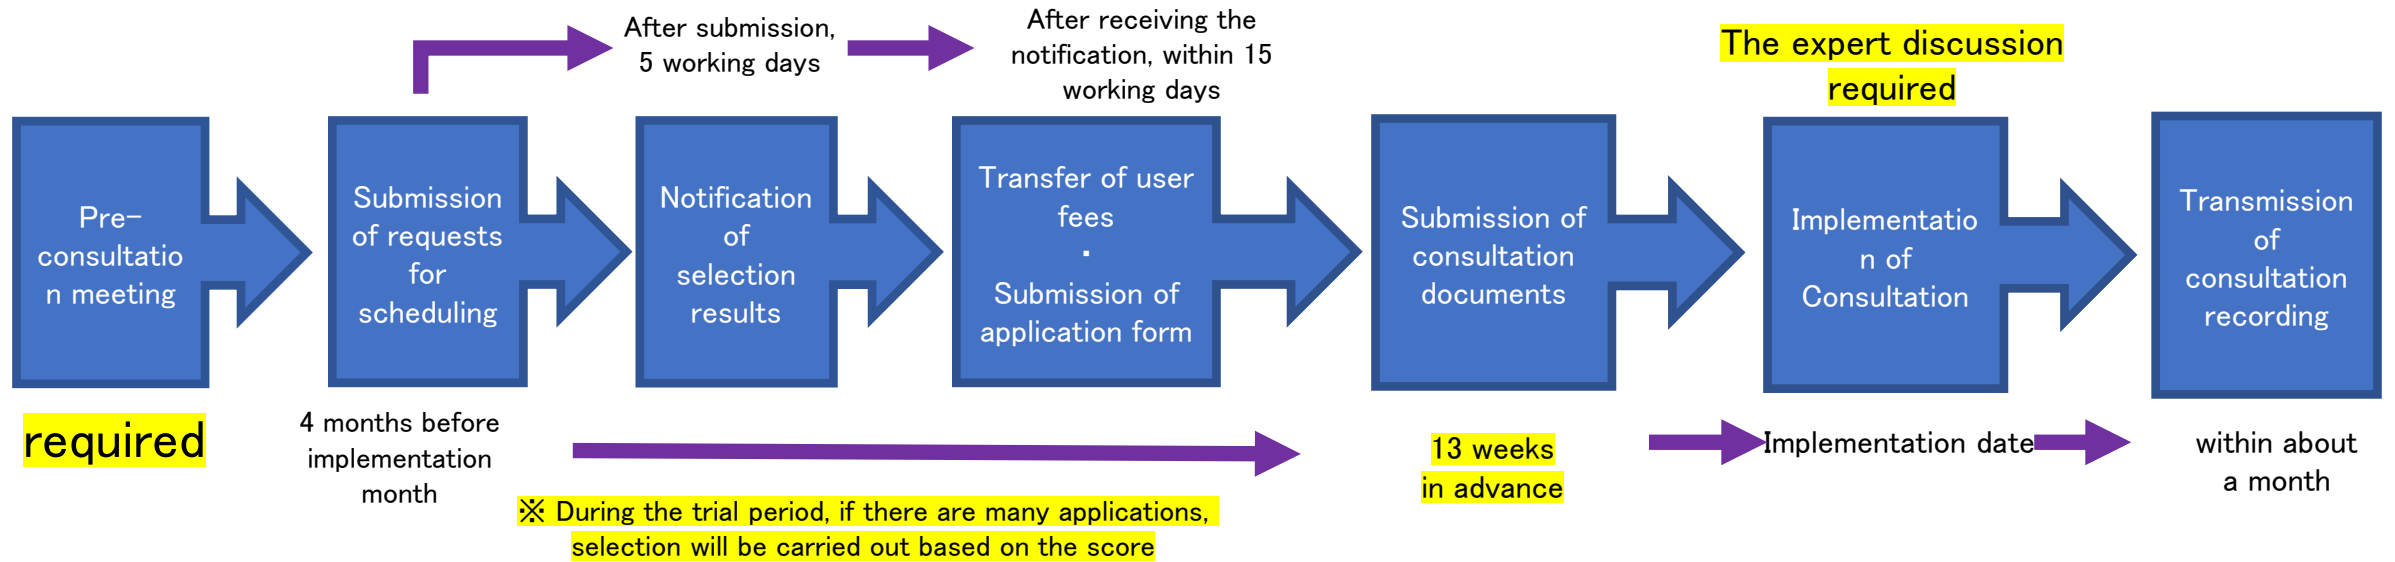 After submission,
5 working days
After receiving the
notification, within 15
working days
The expert discussion
required
Pre-
consultatio
n meeting
Submission
of requests
for
scheduling
Notification
of
selection
results
Transfer of user
fees
・
Submission of
application form
Submission of
consultation
documents
Implementatio
n of
Consultation
Transmission
of
consultation
recording
required
4 months before
implementation
month
※ During the trial period, if there are many applications,
selection will be carried out based on the score
13 weeks
in advance
Implementation date
within about
a month